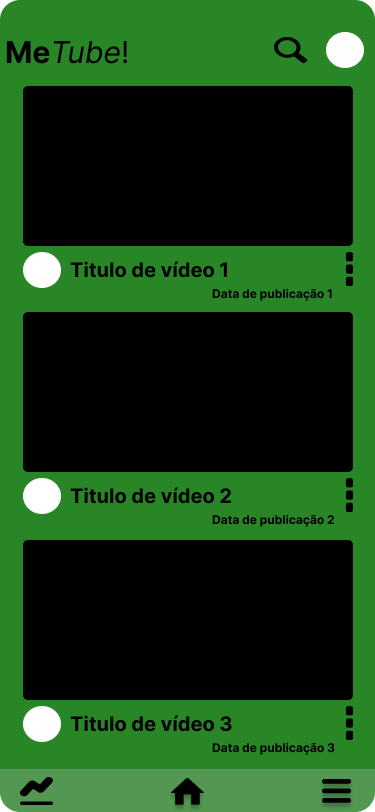 MeTube!
Titulo de vídeo 1
Data de publicação 1
Titulo de vídeo 2
Data de publicação 2
Titulo de vídeo 3
Data de publicação 3